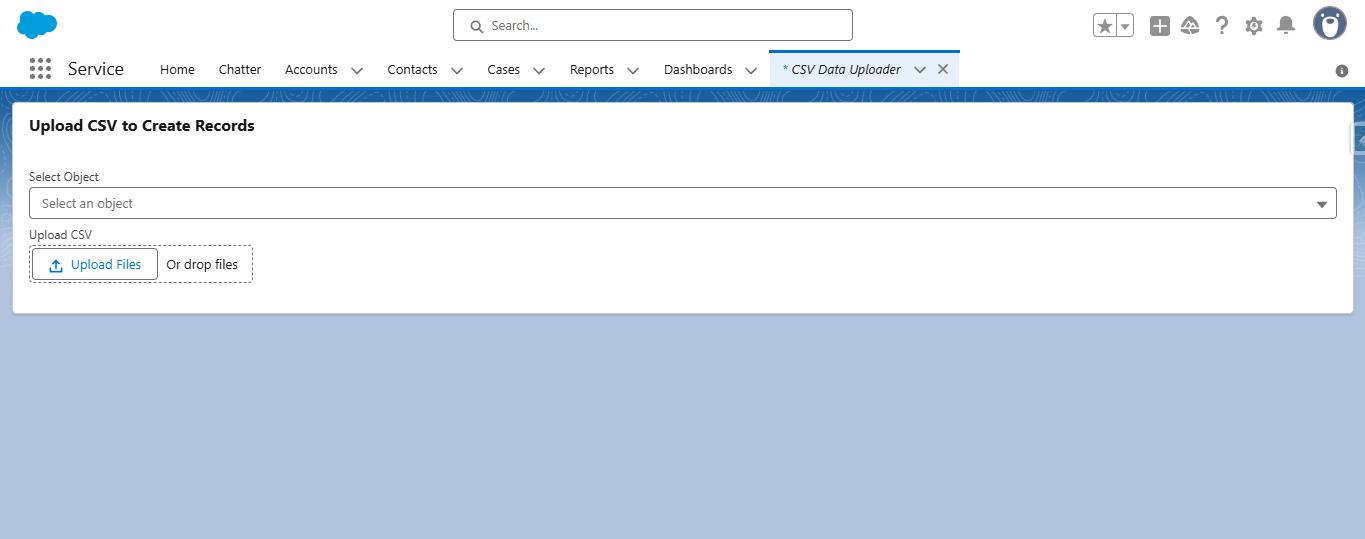 Search...
Service
Home
Chatter
Accounts
Contacts
Cases
Reports
Dashboards
* CSV Data Uploader
Upload CSV to Create Records
Select Object
Select an object
Upload CSV
Upload Files
Or drop files